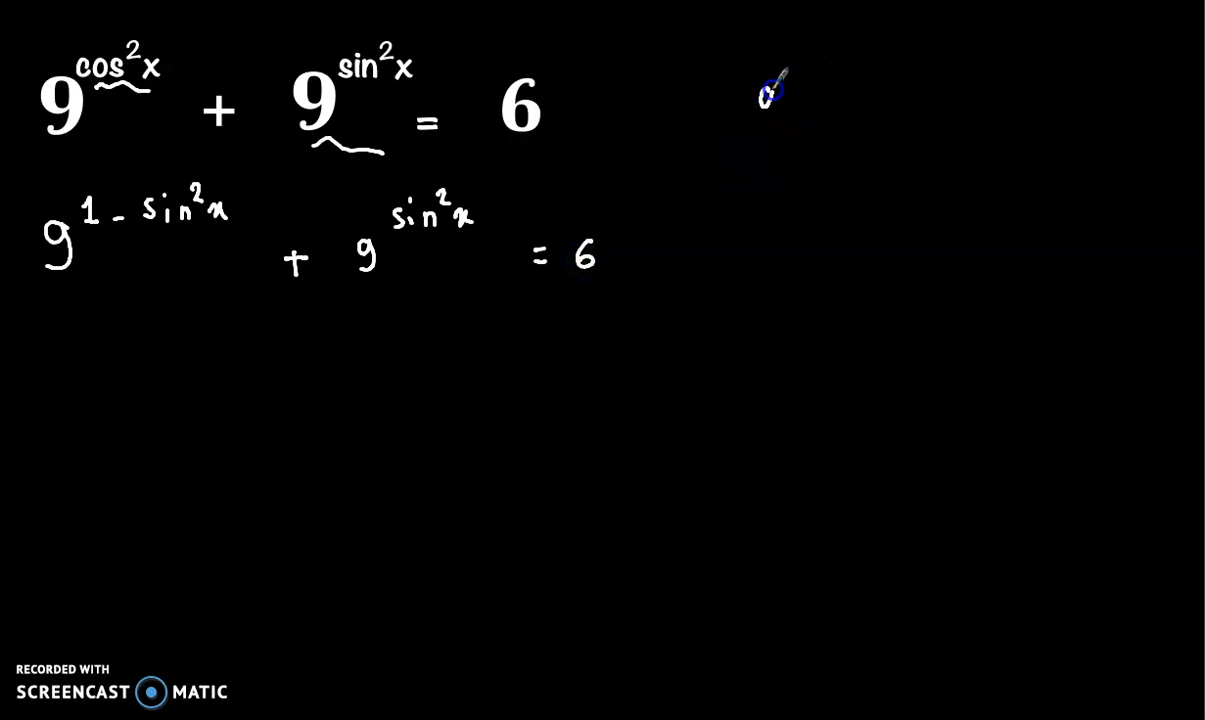 9^cos²x + 9^sin²x = 6
9^1 - sin²x + 9^sin²x = 6
RECORDED WITH
SCREENCAST MATIC